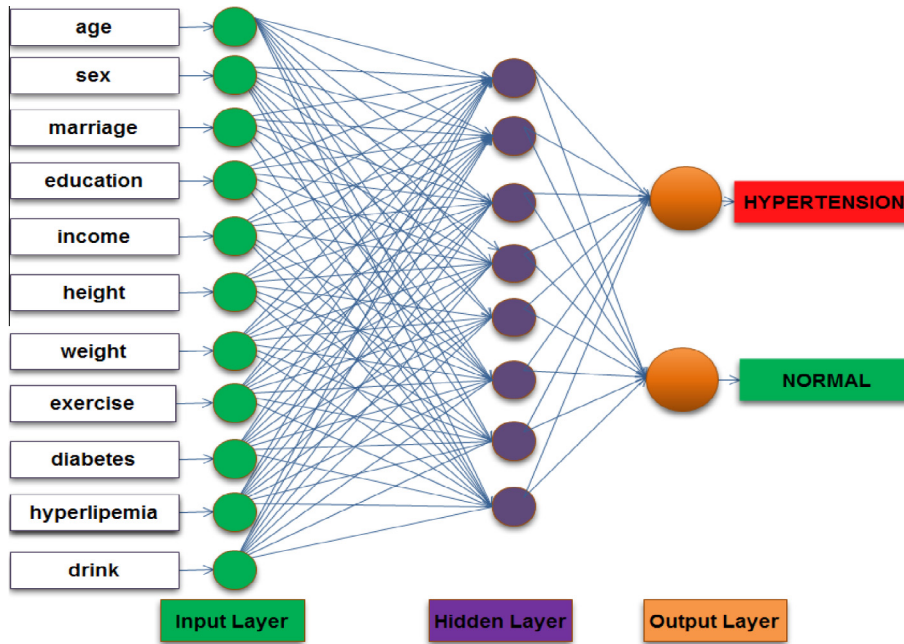 age
sex
marriage
education
income
height
weight
exercise
diabetes
hyperlipemia
drink
HYPERTENSION
NORMAL
Input Layer
Hidden Layer
Output Layer